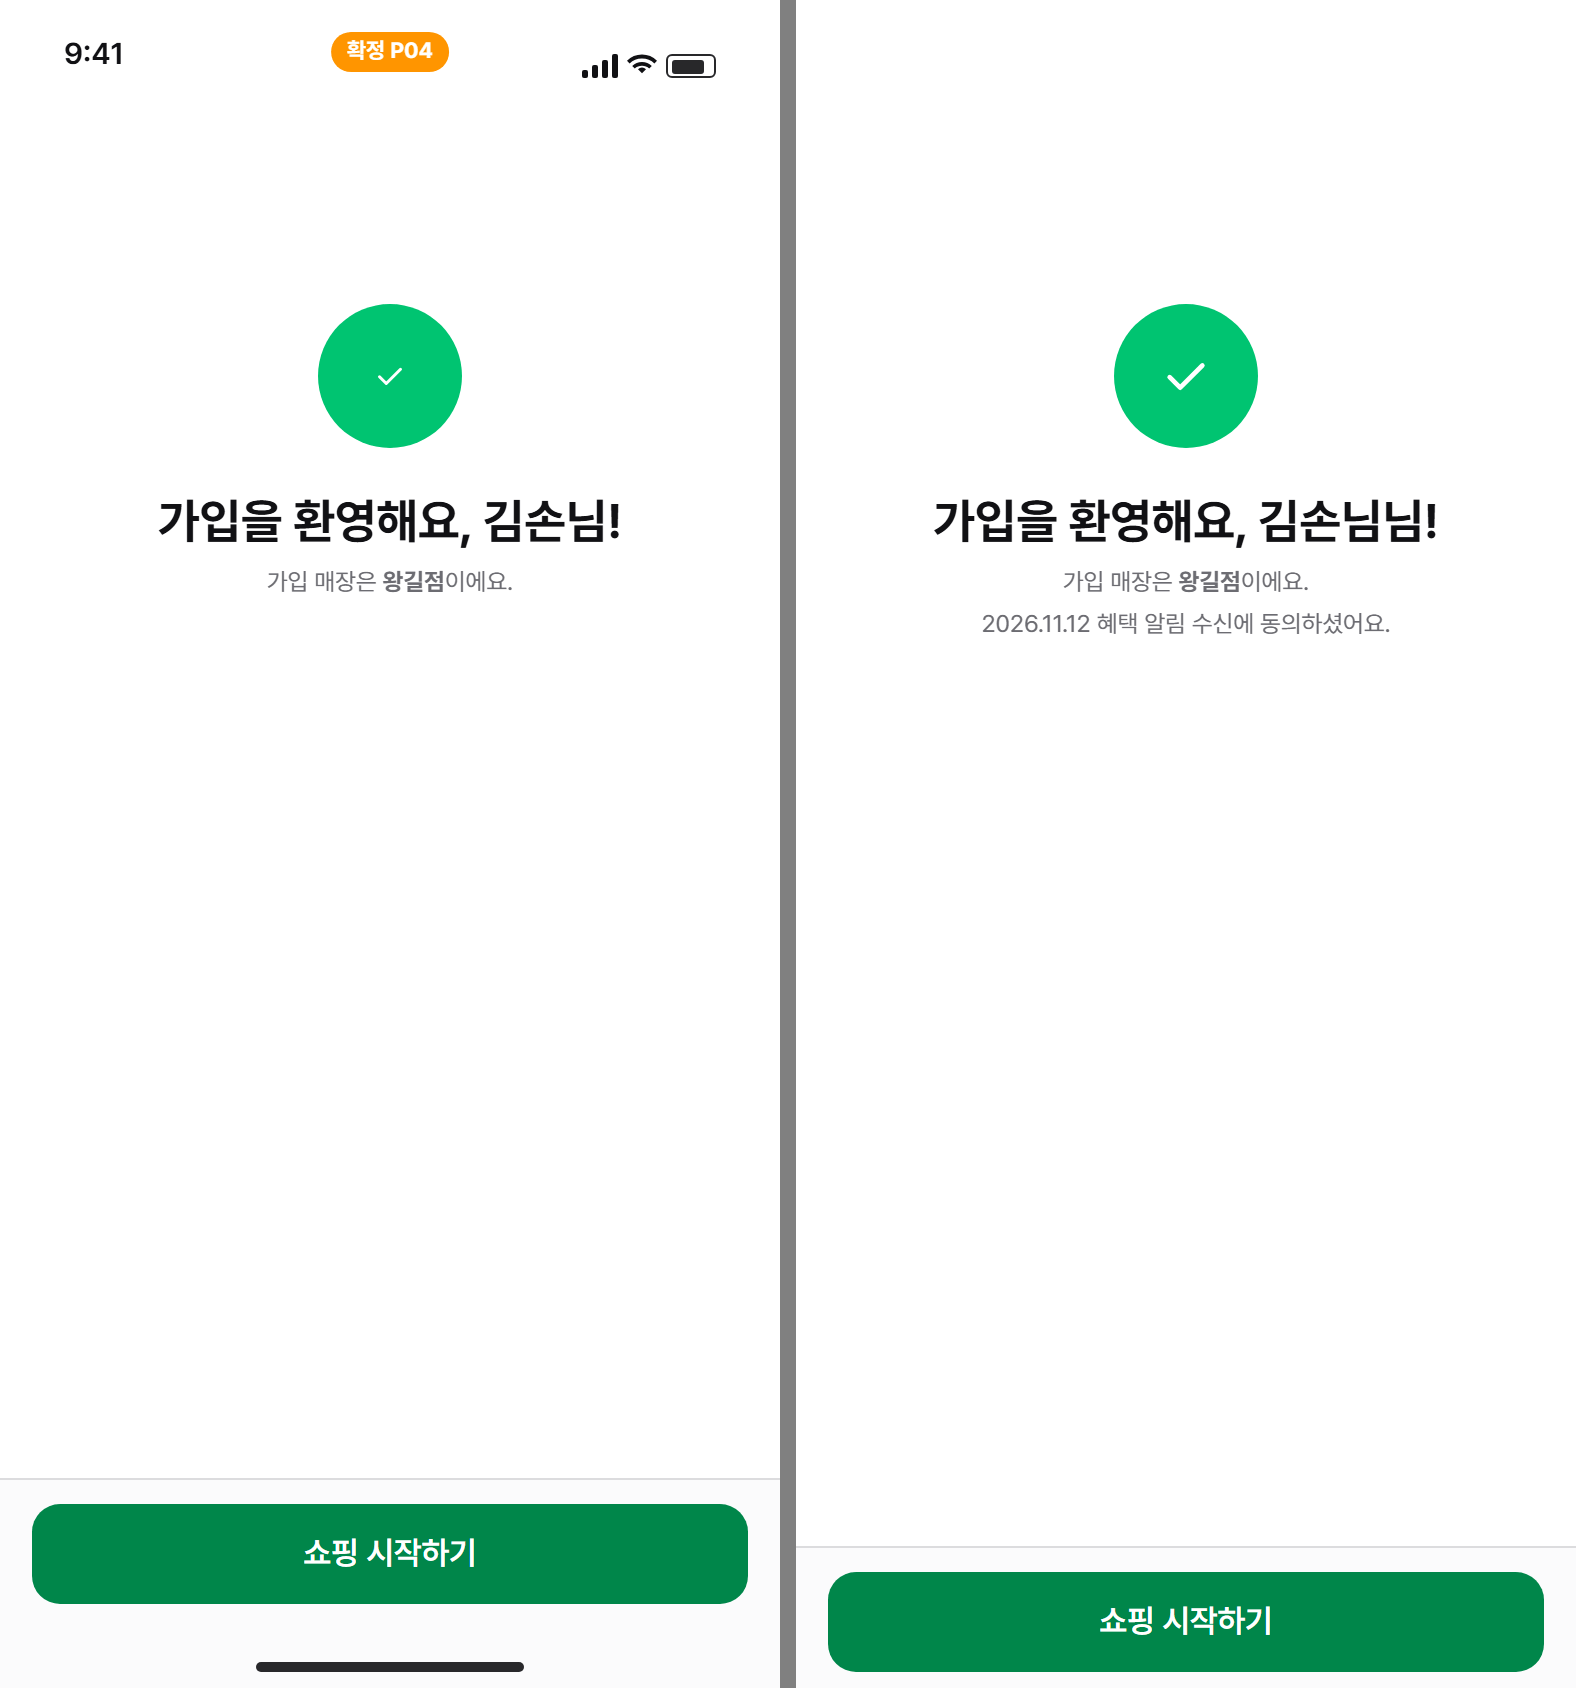 9:41
확정 P04
가입을 환영해요, 김손님!
가입 매장은 왕길점이에요.
쇼핑 시작하기
가입을 환영해요, 김손님님!
가입 매장은 왕길점이에요.
2026.11.12 혜택 알림 수신에 동의하셨어요.
쇼핑 시작하기